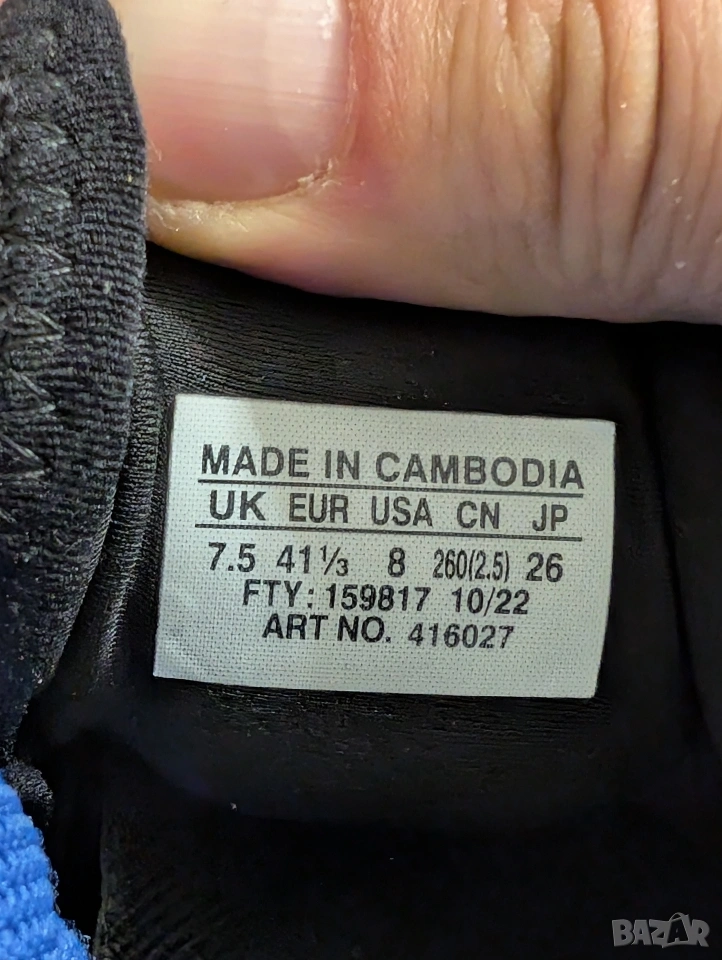 MADE IN CAMBODIA
UK EUR USA CN JP
7.5 41⅓ 8 260(2.5) 26
FTY: 159817 10/22
ART NO. 416027
BAZAR